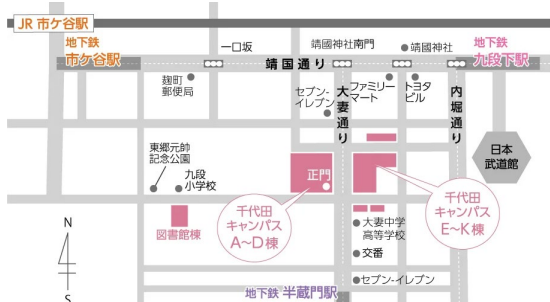 JR 市ケ谷駅
地下鉄
市ケ谷駅
一口坂
靖國神社南門
靖國神社
地下鉄
九段下駅
靖国通り
麹町
郵便局
セブン-
イレブン
大妻通り
ファミリー
マート
トヨタ
ビル
内堀通り
日本
武道館
東郷元帥
記念公園
九段
小学校
正門
千代田
キャンパス
A〜D棟
千代田
キャンパス
E〜K棟
図書館棟
大妻中学
高等学校
交番
セブン-イレブン
地下鉄 半蔵門駅
N
S